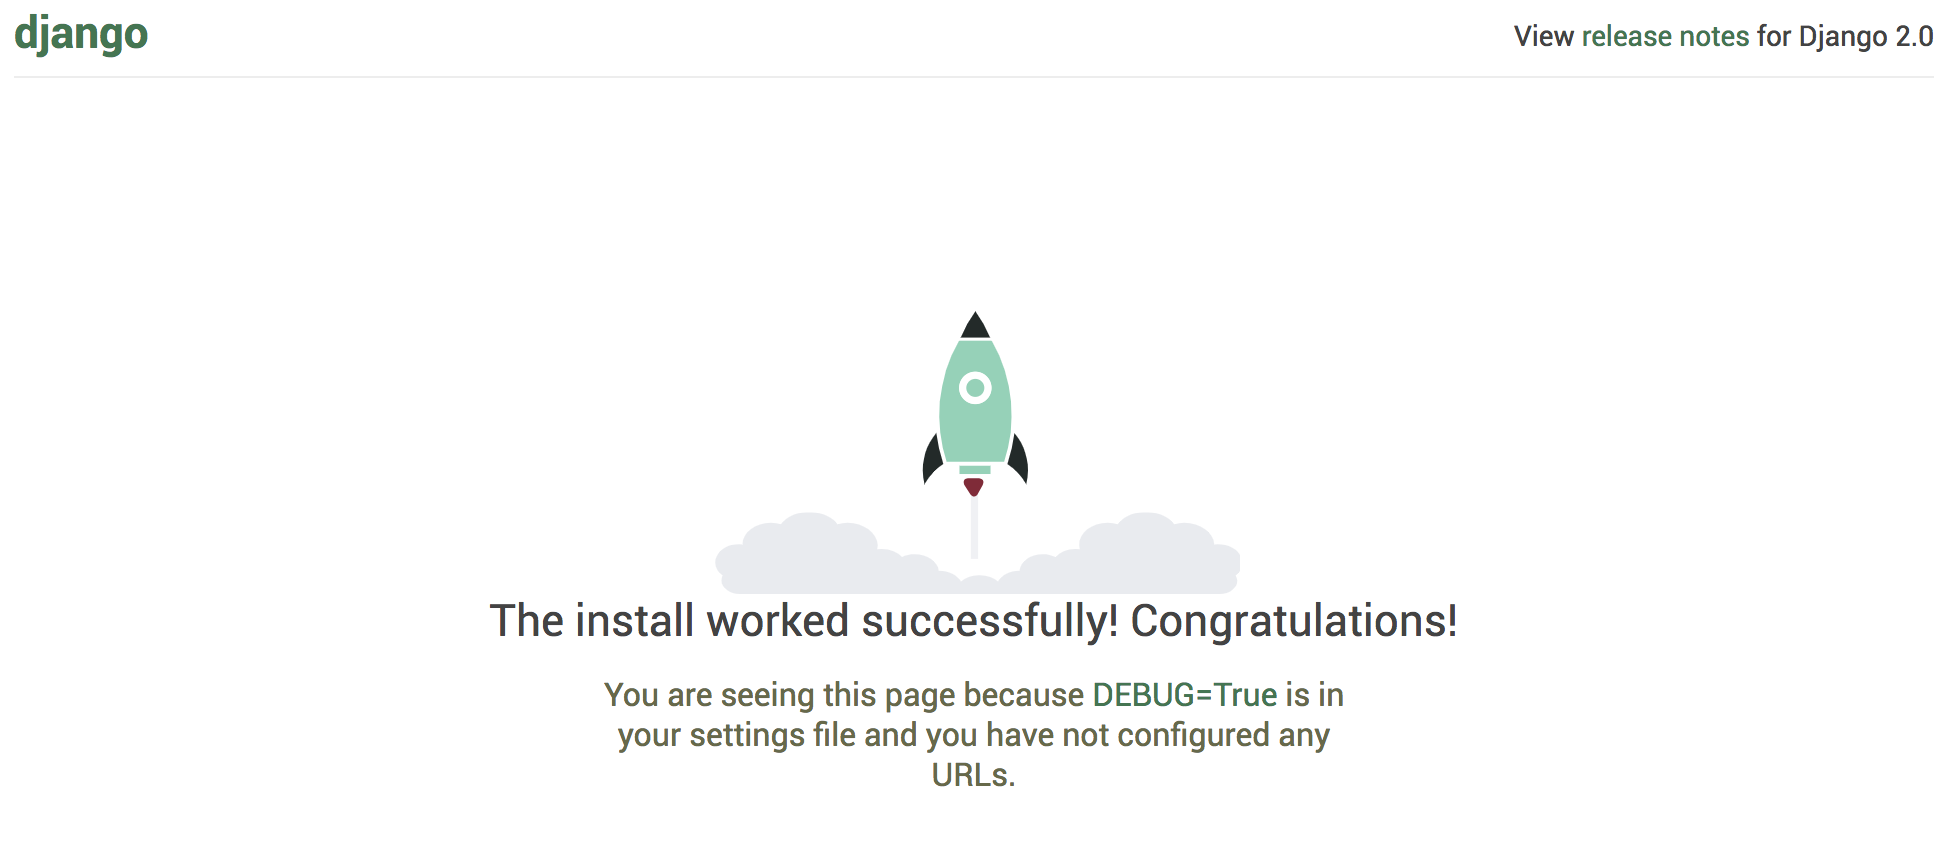 django
View release notes for Django 2.0
The install worked successfully! Congratulations!
You are seeing this page because DEBUG=True is in
your settings file and you have not configured any
URLs.